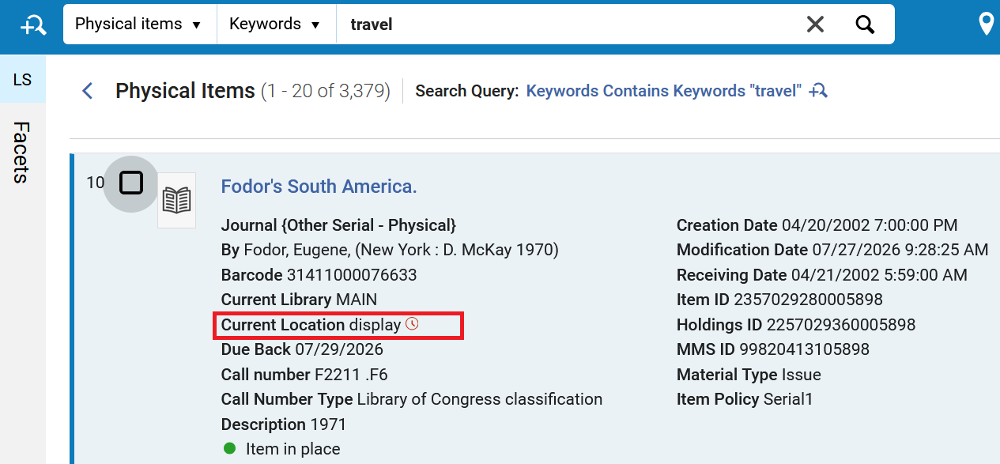 Physical items ▼ Keywords ▼ travel
LS
Facets
Physical Items (1 - 20 of 3,379) Search Query: Keywords Contains Keywords "travel"
10
Fodor's South America.
Journal {Other Serial - Physical}
By Fodor, Eugene, (New York : D. McKay 1970)
Barcode 31411000076633
Current Library MAIN
Current Location display
Due Back 07/29/2026
Call number F2211 .F6
Call Number Type Library of Congress classification
Description 1971
Item in place
Creation Date 04/20/2002 7:00:00 PM
Modification Date 07/27/2026 9:28:25 AM
Receiving Date 04/21/2002 5:59:00 AM
Item ID 2357029280005898
Holdings ID 2257029360005898
MMS ID 99820413105898
Material Type Issue
Item Policy Serial1